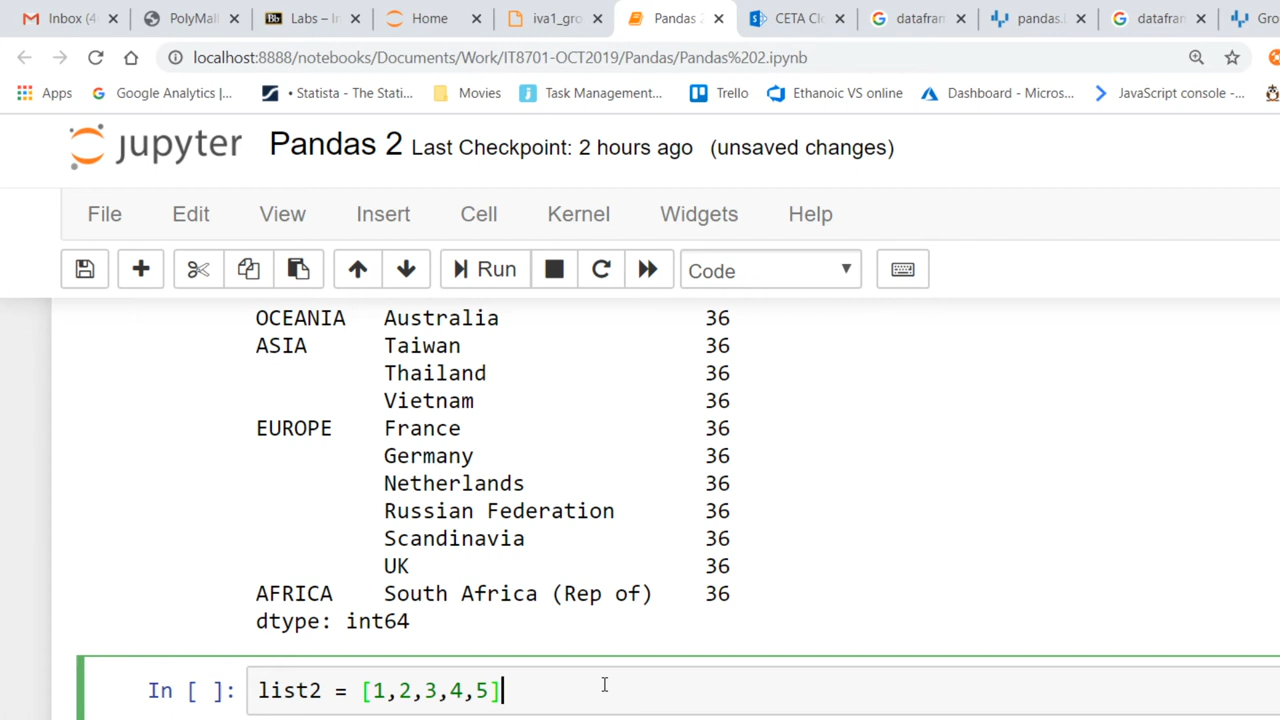 Inbox (4 PolyMall Bb Labs – In Home iva1_gro Pandas 2 CETA Clo datafran pandas. datafran Gro
localhost:8888/notebooks/Documents/Work/IT8701-OCT2019/Pandas/Pandas%202.ipynb
Apps Google Analytics |... • Statista - The Stati... Movies Task Management... Trello Ethanoic VS online Dashboard - Micros... JavaScript console -...
jupyter Pandas 2 Last Checkpoint: 2 hours ago (unsaved changes)
File Edit View Insert Cell Kernel Widgets Help
Run Code
OCEANIA Australia 36
ASIA Taiwan 36
Thailand 36
Vietnam 36
EUROPE France 36
Germany 36
Netherlands 36
Russian Federation 36
Scandinavia 36
UK 36
AFRICA South Africa (Rep of) 36
dtype: int64
In [ ]: list2 = [1,2,3,4,5]